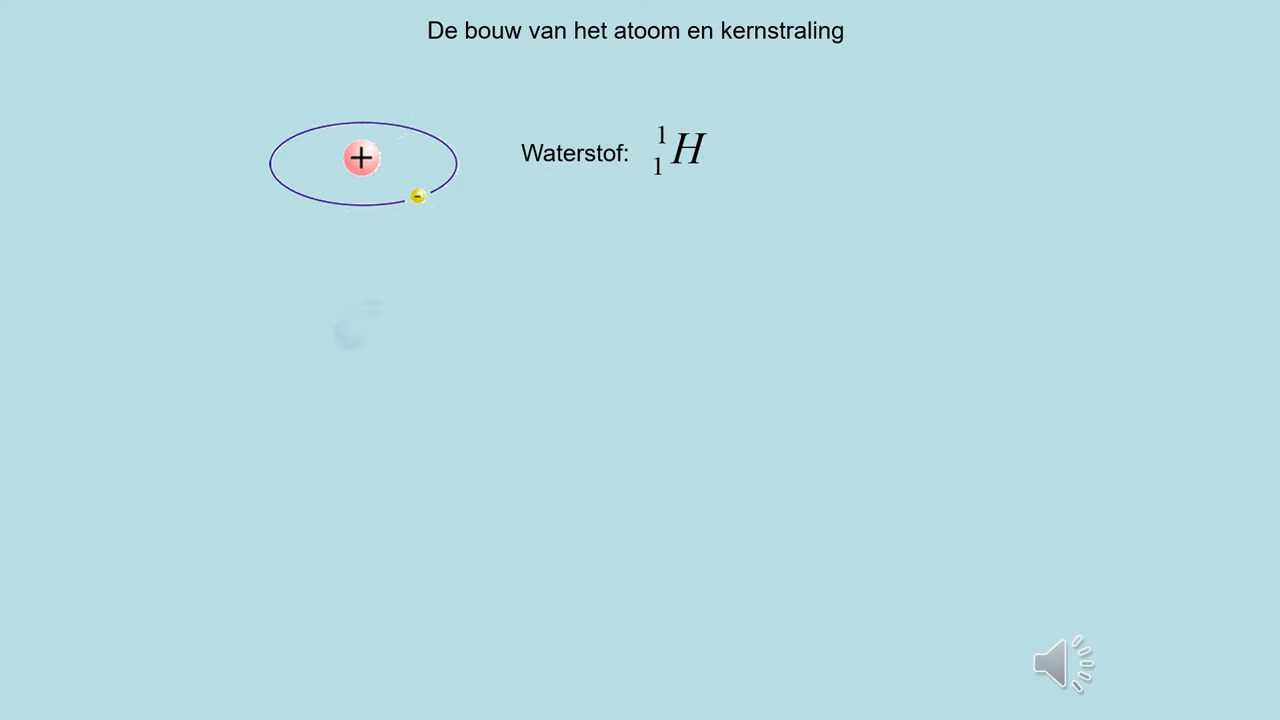 De bouw van het atoom en kernstraling
+
-
Waterstof: ¹₁H